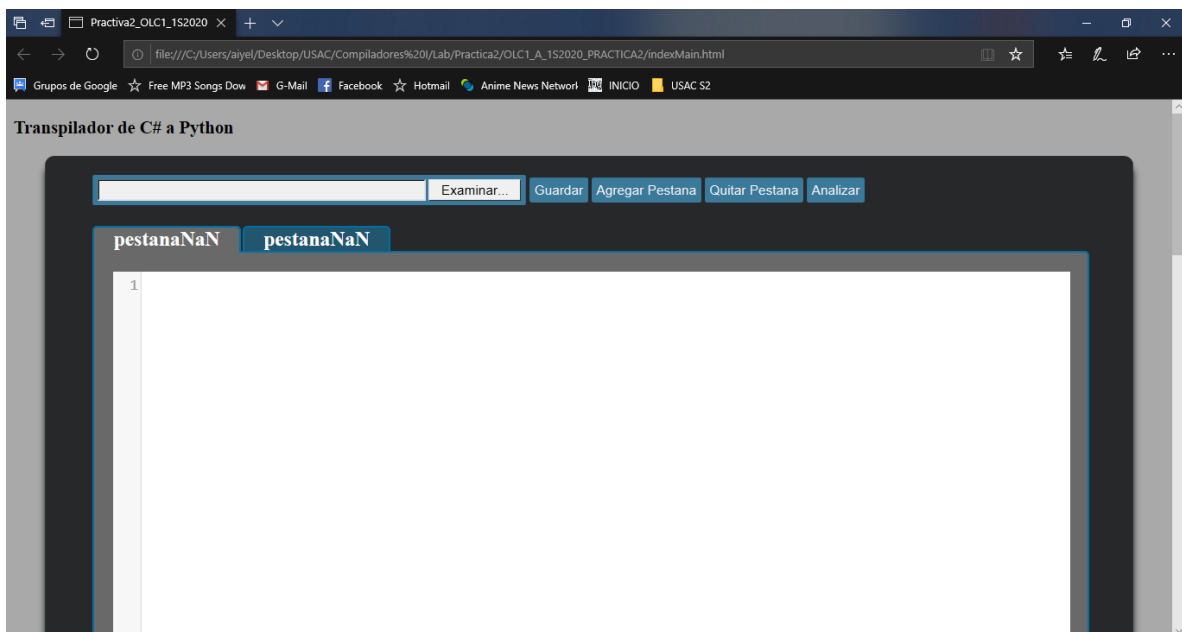 Practiva2_OLC1_1S2020
file:///C:/Users/aiyel/Desktop/USAC/Compiladores%20I/Lab/Practica2/OLC1_A_1S2020_PRACTICA2/indexMain.html
Grupos de Google Free MP3 Songs Dow G-Mail Facebook Hotmail Anime News Network INICIO USAC S2
Transpilador de C# a Python
Examinar... Guardar Agregar Pestana Quitar Pestana Analizar
pestanaNaN pestanaNaN
1